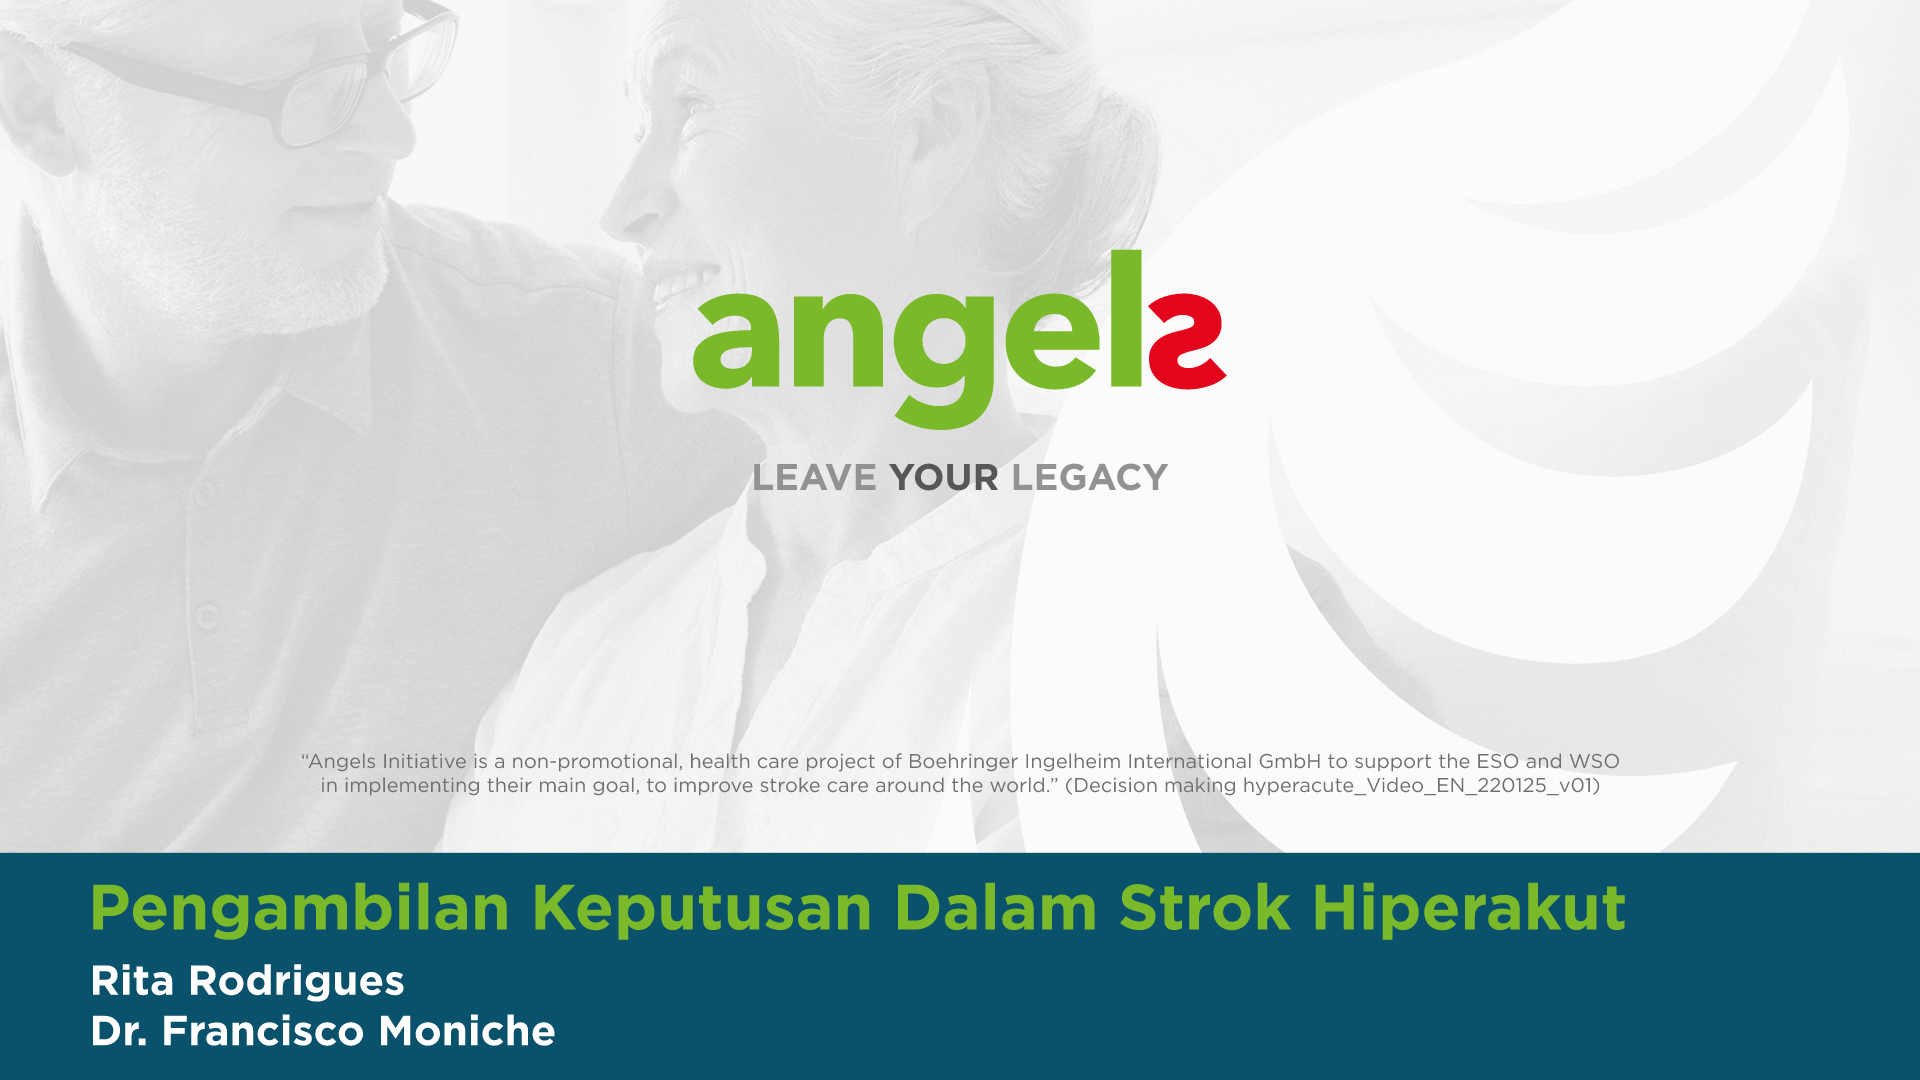 angels
LEAVE YOUR LEGACY
“Angels Initiative is a non-promotional, health care project of Boehringer Ingelheim International GmbH to support the ESO and WSO
in implementing their main goal, to improve stroke care around the world.” (Decision making hyperacute_Video_EN_220125_v01)
Pengambilan Keputusan Dalam Strok Hiperakut
Rita Rodrigues
Dr. Francisco Moniche